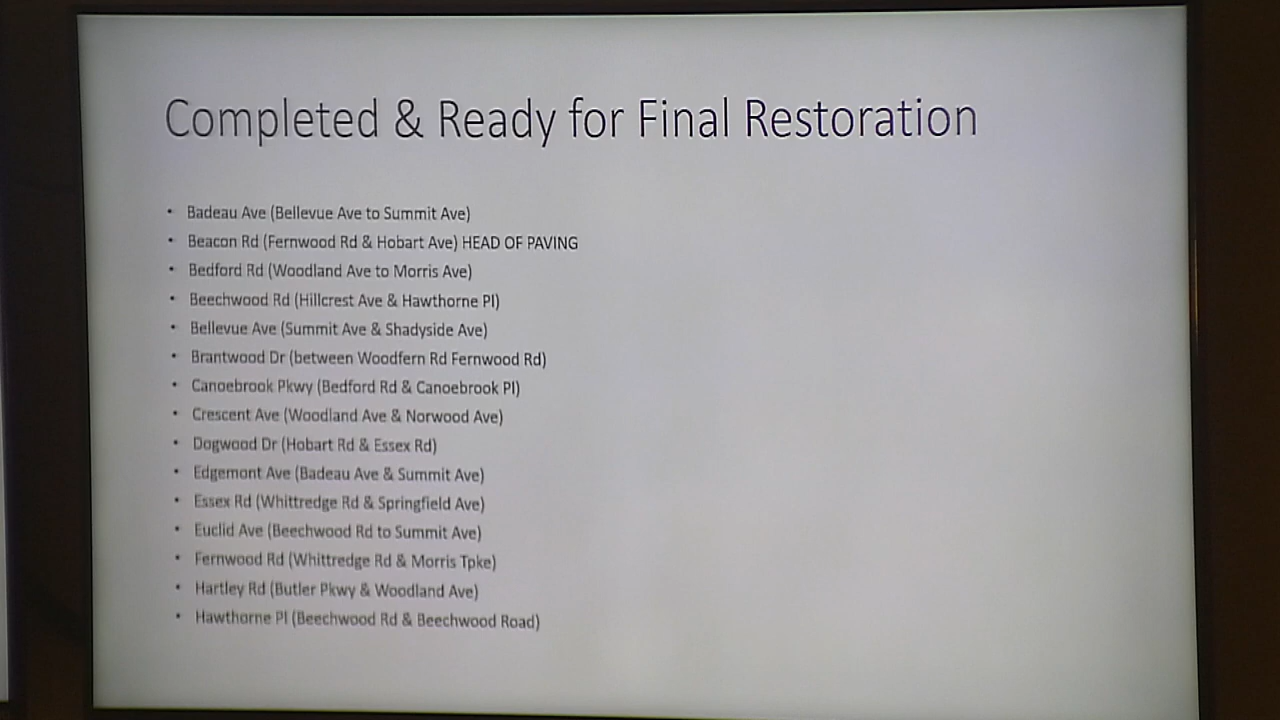 Completed & Ready for Final Restoration
• Badeau Ave (Bellevue Ave to Summit Ave)
• Beacon Rd (Fernwood Rd & Hobart Ave) HEAD OF PAVING
• Bedford Rd (Woodland Ave to Morris Ave)
• Beechwood Rd (Hillcrest Ave & Hawthorne Pl)
• Bellevue Ave (Summit Ave & Shadyside Ave)
• Brantwood Dr (between Woodfern Rd Fernwood Rd)
• Canoebrook Pkwy (Bedford Rd & Canoebrook Pl)
• Crescent Ave (Woodland Ave & Norwood Ave)
• Dogwood Dr (Hobart Rd & Essex Rd)
• Edgemont Ave (Badeau Ave & Summit Ave)
• Essex Rd (Whittredge Rd & Springfield Ave)
• Euclid Ave (Beechwood Rd to Summit Ave)
• Fernwood Rd (Whittredge Rd & Morris Tpke)
• Hartley Rd (Butler Pkwy & Woodland Ave)
• Hawthorne Pl (Beechwood Rd & Beechwood Road)